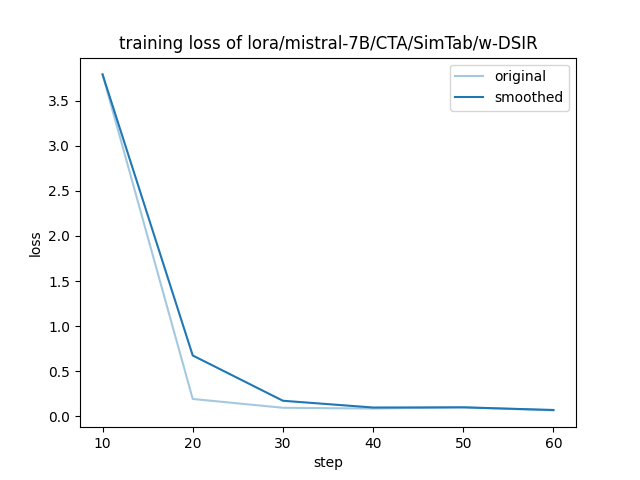 training loss of lora/mistral-7B/CTA/SimTab/w-DSIR
original
smoothed
3.5
3.0
2.5
2.0
1.5
1.0
0.5
0.0
loss
10 20 30 40 50 60
step